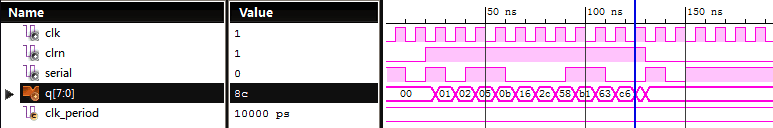 Name Value 50 ns 100 ns 150 ns
clk 1
clrn 1
serial 0
q[7:0] 8c 00 01 02 05 0b 16 2c 58 b1 63 c6
clk_period 10000 ps